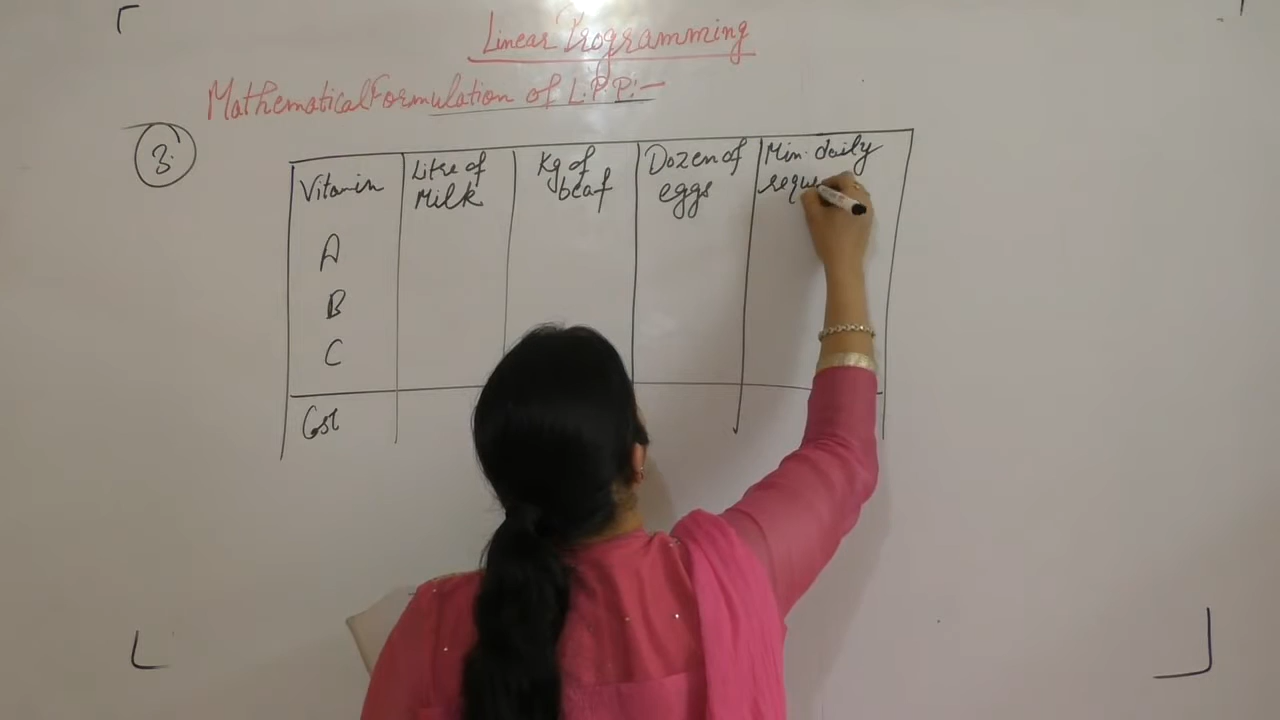 Linear Programming
Mathematical Formulation of L.P.P:-
3.
Vitamin
Litre of
Milk
Kg of
beaf
Dozen of
eggs
Min. daily
A
B
C
Cost